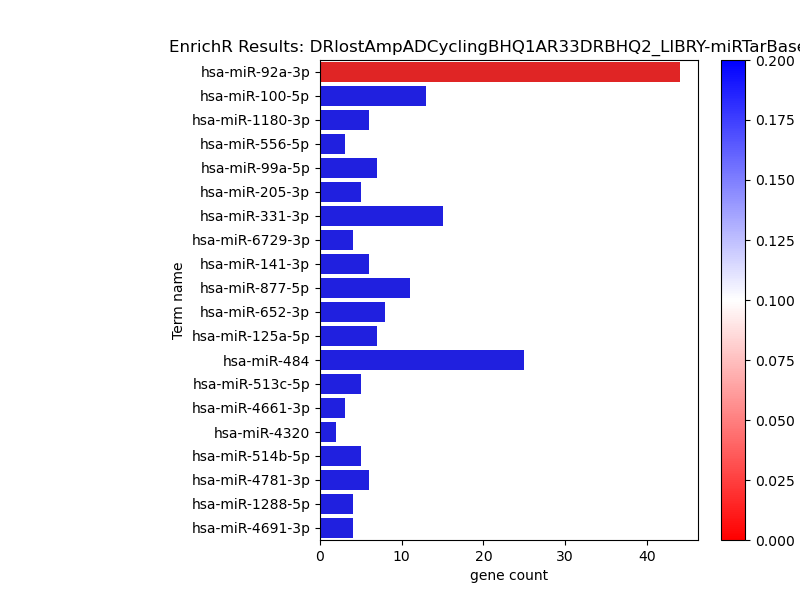 EnrichR Results: DRlostAmpADCyclingBHQ1AR33DRBHQ2_LIBRY-miRTarBase
hsa-miR-92a-3p
hsa-miR-100-5p
hsa-miR-1180-3p
hsa-miR-556-5p
hsa-miR-99a-5p
hsa-miR-205-3p
hsa-miR-331-3p
hsa-miR-6729-3p
hsa-miR-141-3p
hsa-miR-877-5p
hsa-miR-652-3p
hsa-miR-125a-5p
hsa-miR-484
hsa-miR-513c-5p
hsa-miR-4661-3p
hsa-miR-4320
hsa-miR-514b-5p
hsa-miR-4781-3p
hsa-miR-1288-5p
hsa-miR-4691-3p
Term name
0 10 20 30 40
gene count
0.200
0.175
0.150
0.125
0.100
0.075
0.050
0.025
0.000